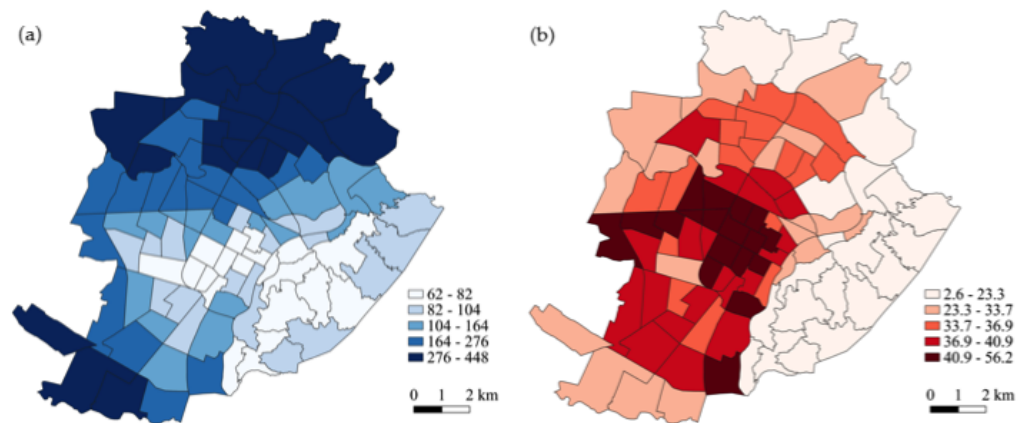 (a)
62 - 82
82 - 104
104 - 164
164 - 276
276 - 448
0 1 2 km
(b)
2.6 - 23.3
23.3 - 33.7
33.7 - 36.9
36.9 - 40.9
40.9 - 56.2
0 1 2 km